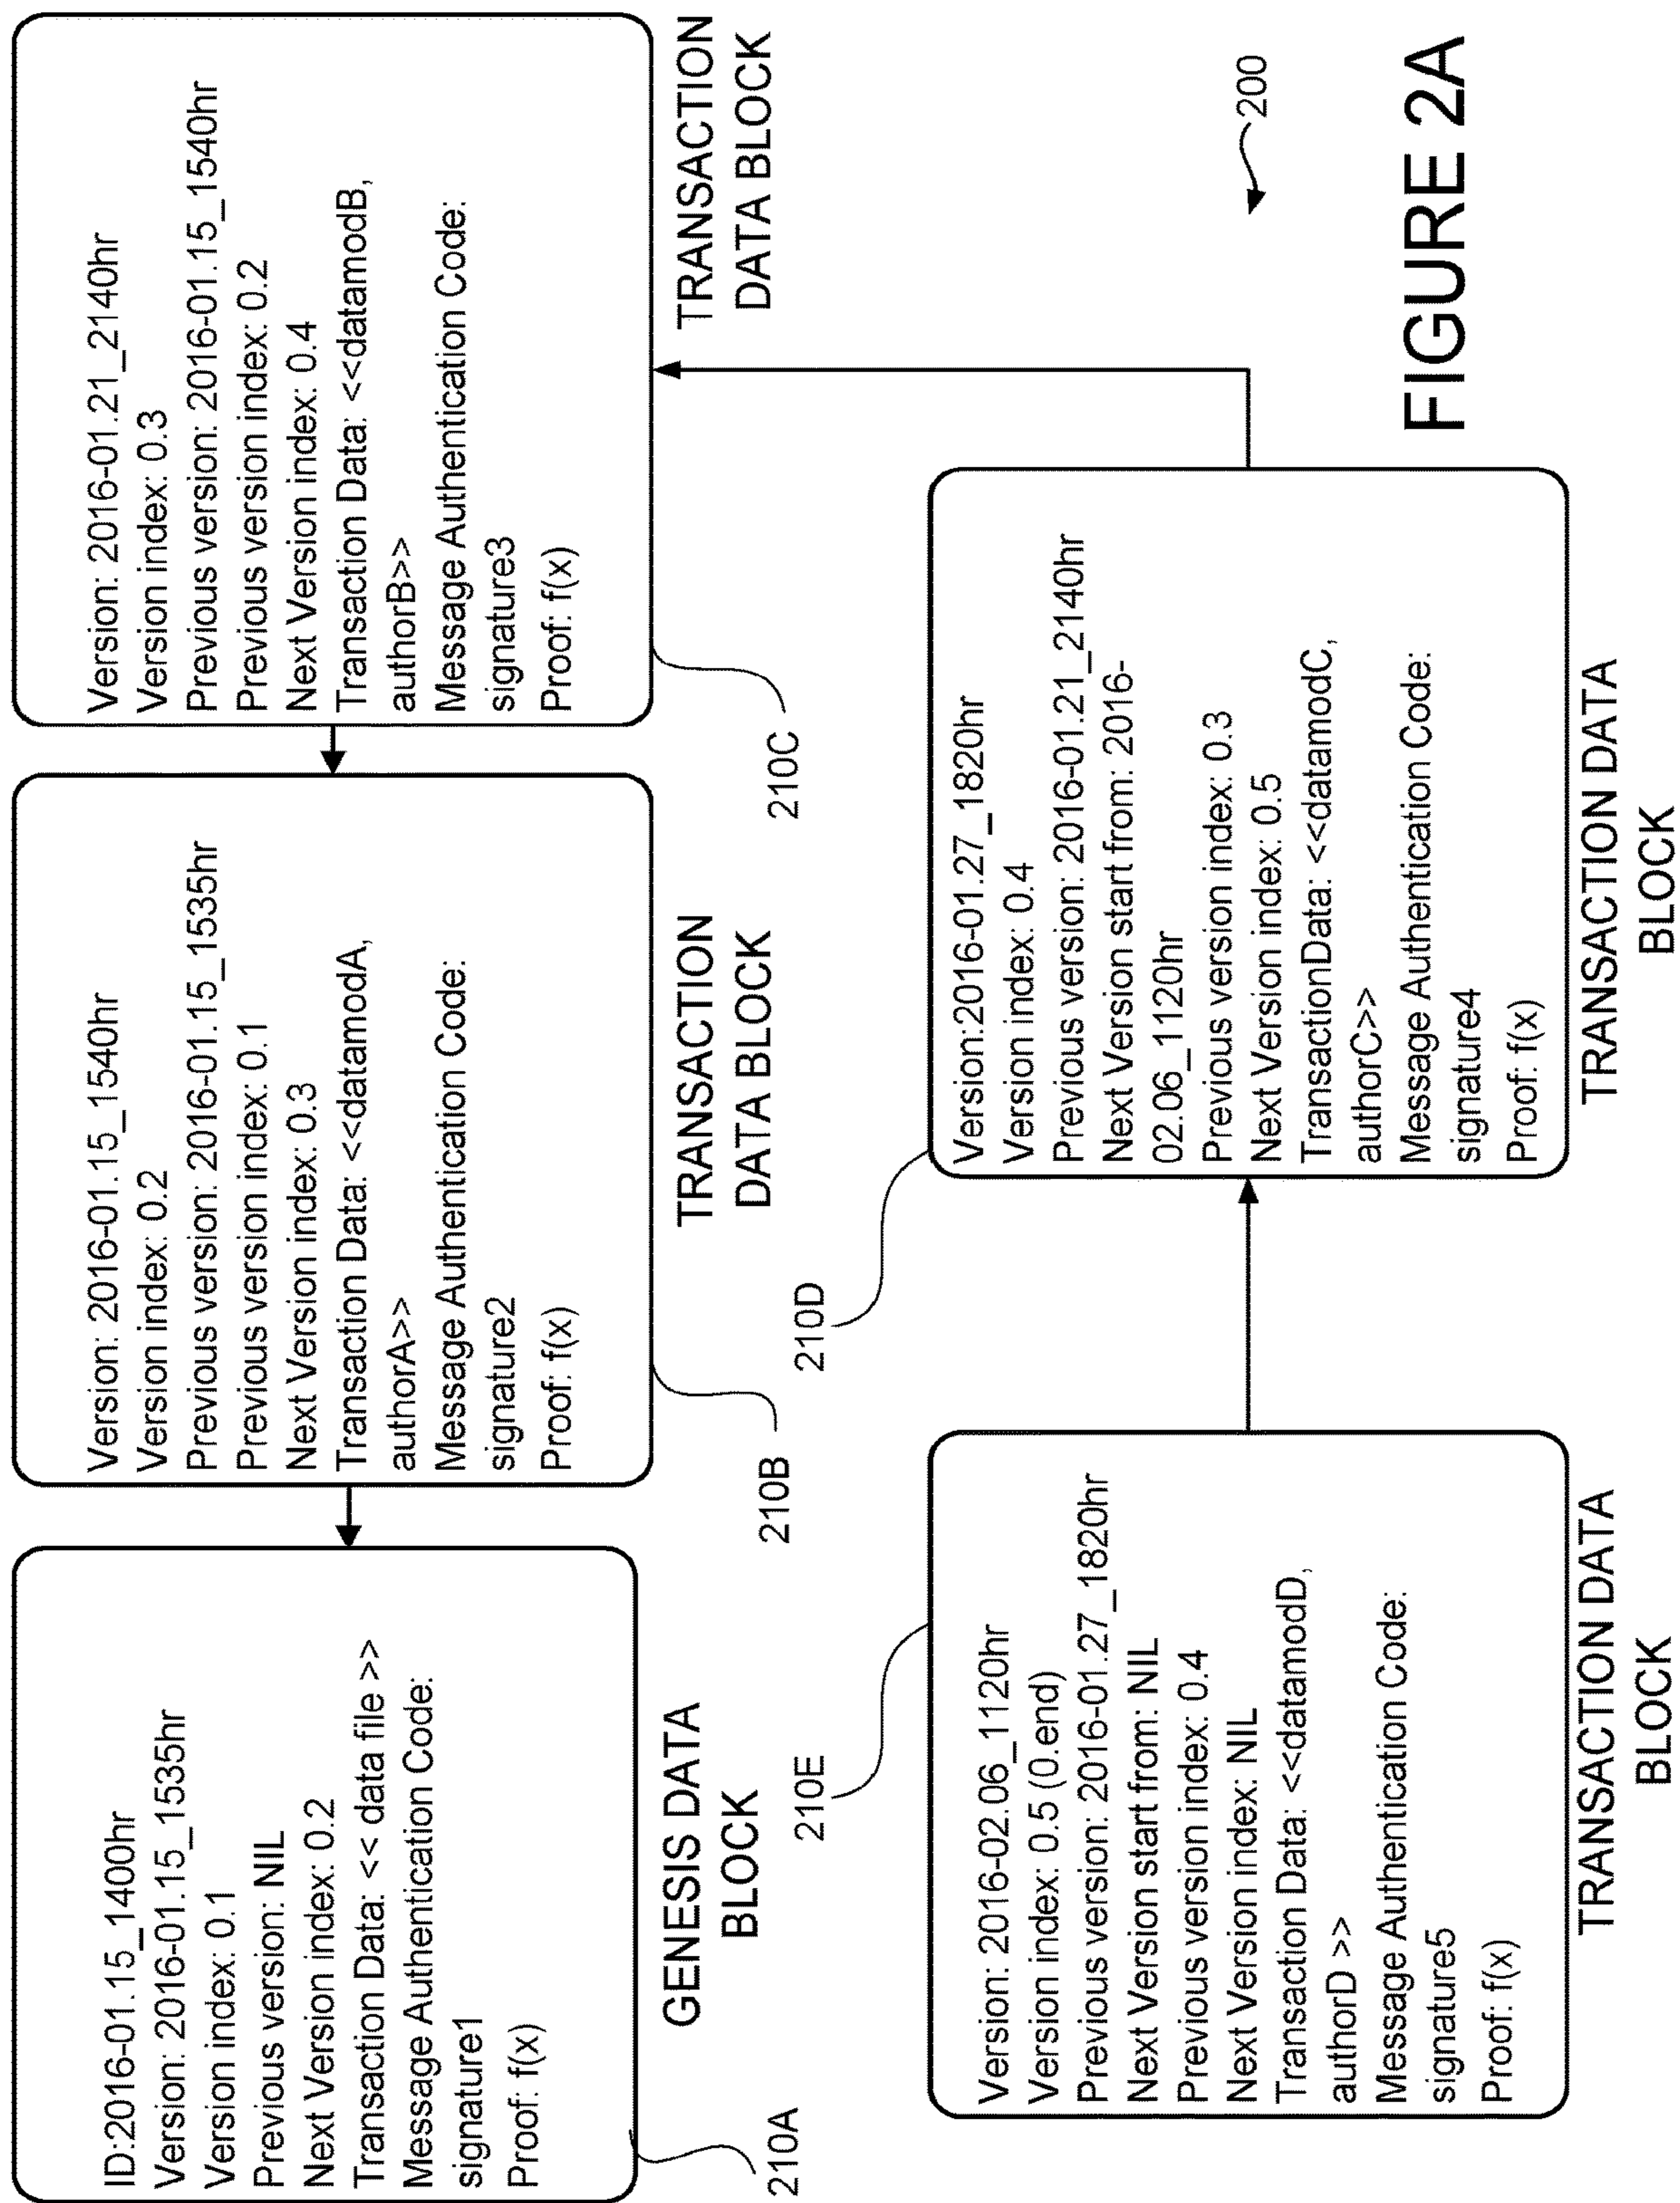 ID:2016-01.15_1400hr
Version: 2016-01.15_1535hr
Version index: 0.1
Previous version: NIL
Next Version index: 0.2
Transaction Data: << data file >>
Message Authentication Code:
signature1
Proof: f(x)
210A
GENESIS DATA
BLOCK
Version: 2016-01.15_1540hr
Version index: 0.2
Previous version: 2016-01.15_1535hr
Previous version index: 0.1
Next Version index: 0.3
Transaction Data: <<datamodA,
authorA>>
Message Authentication Code:
signature2
Proof: f(x)
210B
TRANSACTION
DATA BLOCK
Version: 2016-01.21_2140hr
Version index: 0.3
Previous version: 2016-01.15_1540hr
Previous version index: 0.2
Next Version index: 0.4
Transaction Data: <<datamodB,
authorB>>
Message Authentication Code:
signature3
Proof: f(x)
210C
TRANSACTION
DATA BLOCK
210E
Version: 2016-02.06_1120hr
Version index: 0.5 (0.end)
Previous version: 2016-01.27_1820hr
Next Version start from: NIL
Previous version index: 0.4
Next Version index: NIL
Transaction Data: <<datamodD,
authorD >>
Message Authentication Code:
signature5
Proof: f(x)
TRANSACTION DATA
BLOCK
210D
Version:2016-01.27_1820hr
Version index: 0.4
Previous version: 2016-01.21_2140hr
Next Version start from: 2016-
02.06_1120hr
Previous version index: 0.3
Next Version index: 0.5
TransactionData: <<datamodC,
authorC>>
Message Authentication Code:
signature4
Proof: f(x)
TRANSACTION DATA
BLOCK
200
FIGURE 2A